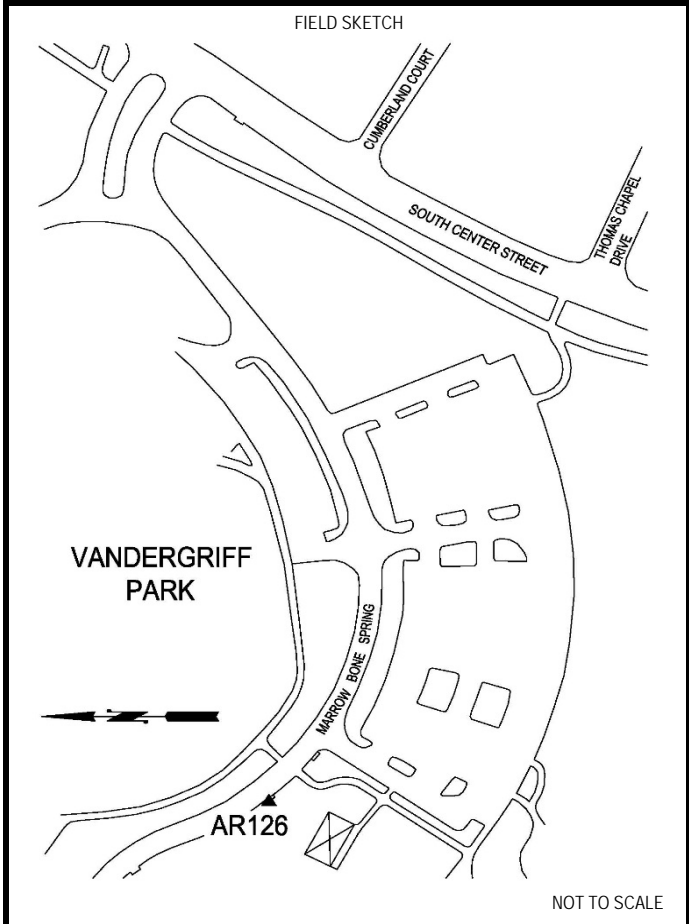 FIELD SKETCH
CUMBERLAND COURT
SOUTH CENTER STREET
THOMAS CHAPEL
DRIVE
VANDERGRIFF
PARK
MARROW BONE SPRING
AR126
NOT TO SCALE